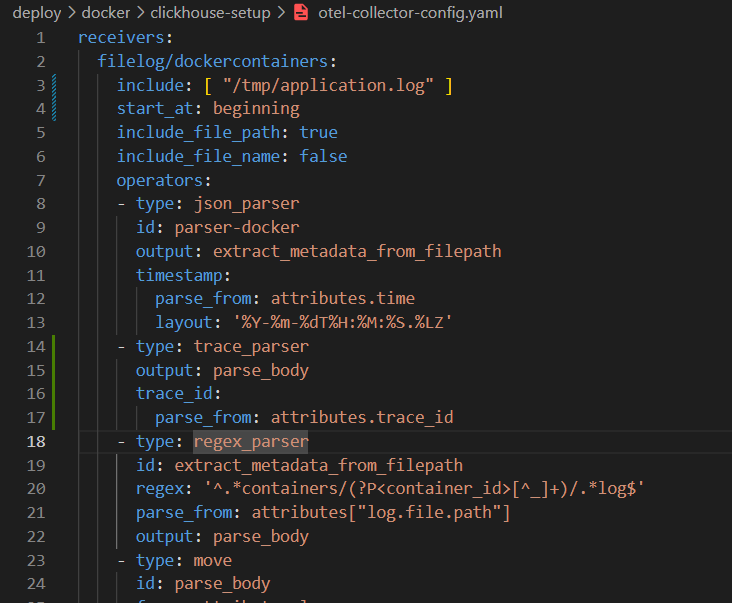 deploy > docker > clickhouse-setup > otel-collector-config.yaml
1 receivers:
2   filelog/dockercontainers:
3     include: [ "/tmp/application.log" ]
4     start_at: beginning
5     include_file_path: true
6     include_file_name: false
7     operators:
8     - type: json_parser
9       id: parser-docker
10       output: extract_metadata_from_filepath
11       timestamp:
12         parse_from: attributes.time
13         layout: '%Y-%m-%dT%H:%M:%S.%LZ'
14     - type: trace_parser
15       output: parse_body
16       trace_id:
17         parse_from: attributes.trace_id
18     - type: regex_parser
19       id: extract_metadata_from_filepath
20       regex: '^.*containers/(?P<container_id>[^_]+)/.*log$'
21       parse_from: attributes["log.file.path"]
22       output: parse_body
23     - type: move
24       id: parse_body